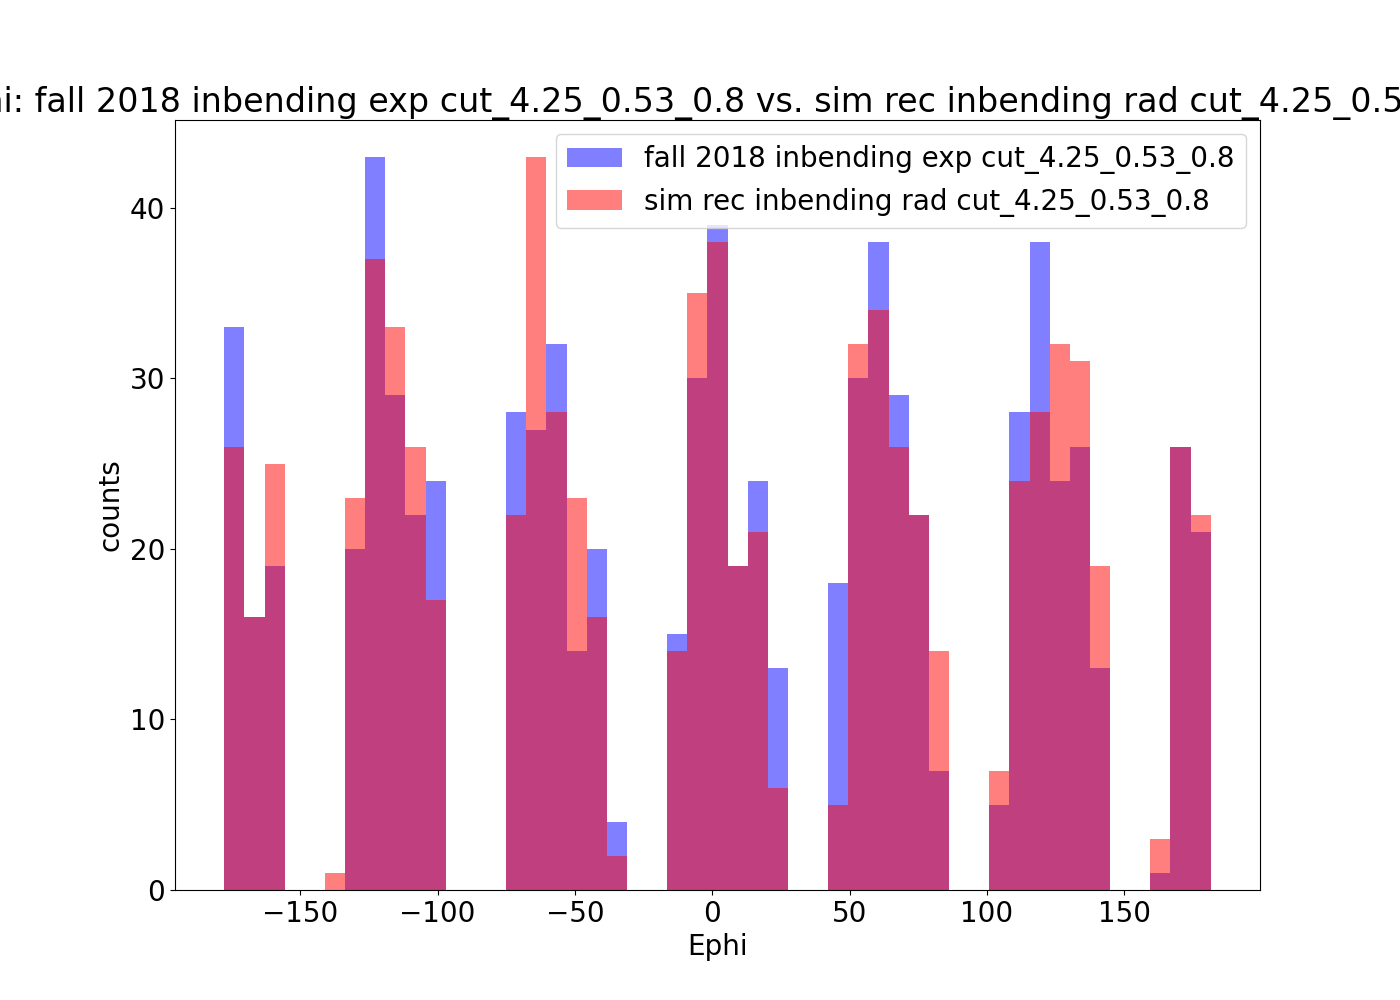 i: fall 2018 inbending exp cut_4.25_0.53_0.8 vs. sim rec inbending rad cut_4.25_0.5
fall 2018 inbending exp cut_4.25_0.53_0.8
sim rec inbending rad cut_4.25_0.53_0.8
40
30
20
10
0
counts
−150 −100 −50 0 50 100 150
Ephi